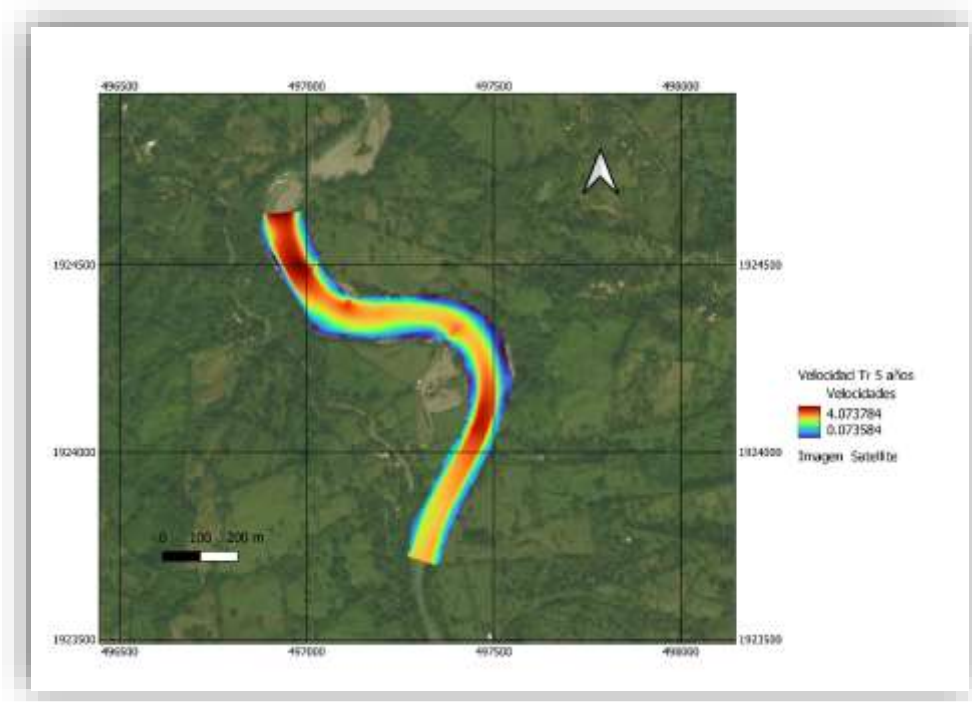 496500 497000 497500 498000
1924500 1924500
1924000 1924000
1923500 1923500
496500 497000 497500 498000
0 100 200 m
Velocidad Tr 5 años
Velocidades
4.073784
0.073584
Imagen Satellite